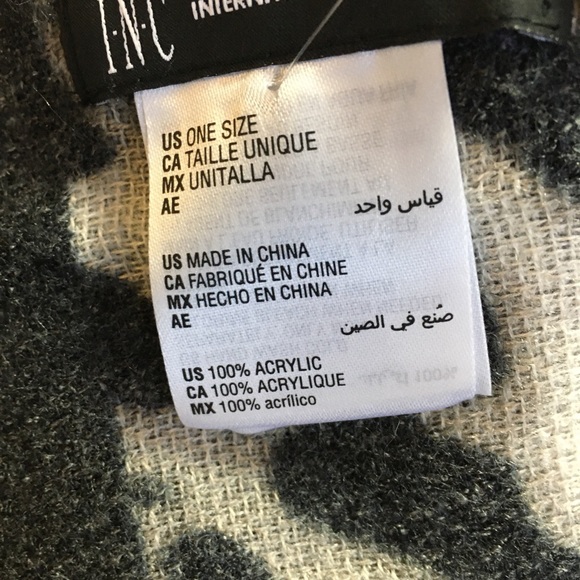 I·N·C
US ONE SIZE
CA TAILLE UNIQUE
MX UNITALLA
AE قياس واحد
US MADE IN CHINA
CA FABRIQUÉ EN CHINE
MX HECHO EN CHINA
AE صُنع في الصين
US 100% ACRYLIC
CA 100% ACRYLIQUE
MX 100% acrílico